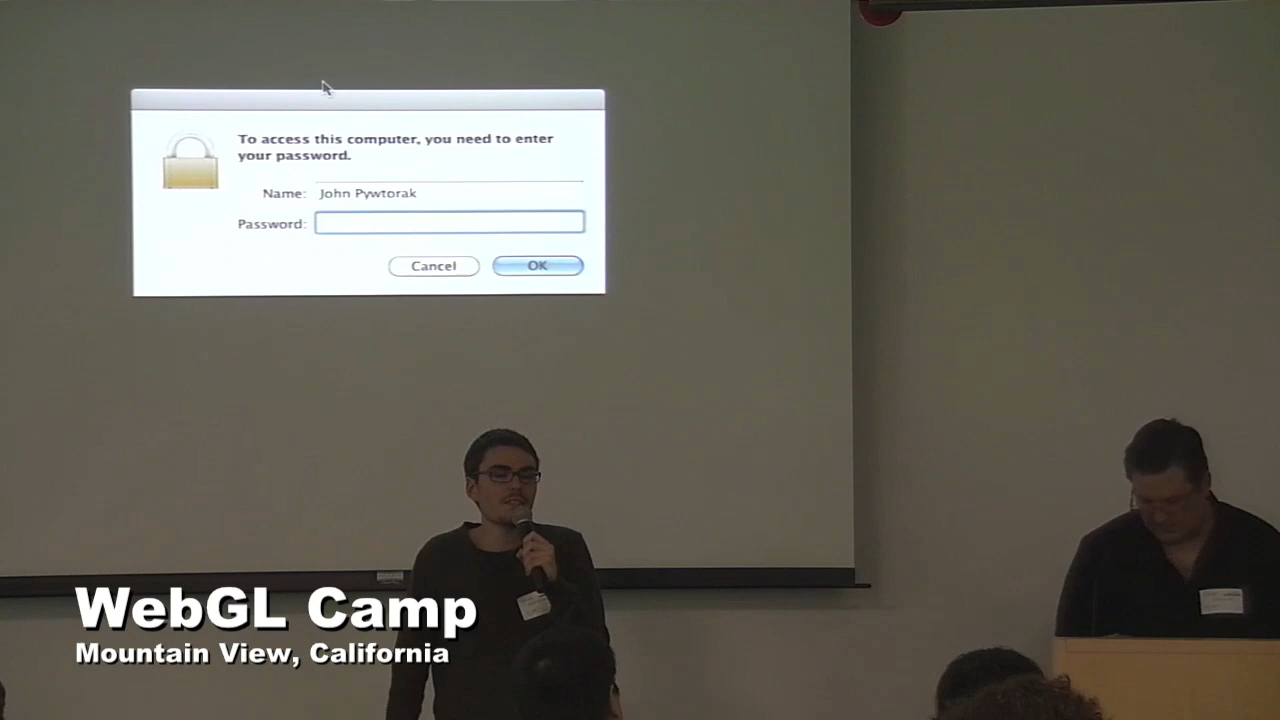 To access this computer, you need to enter
your password.
Name: John Pywtorak
Password:
Cancel OK
WebGL Camp
Mountain View, California